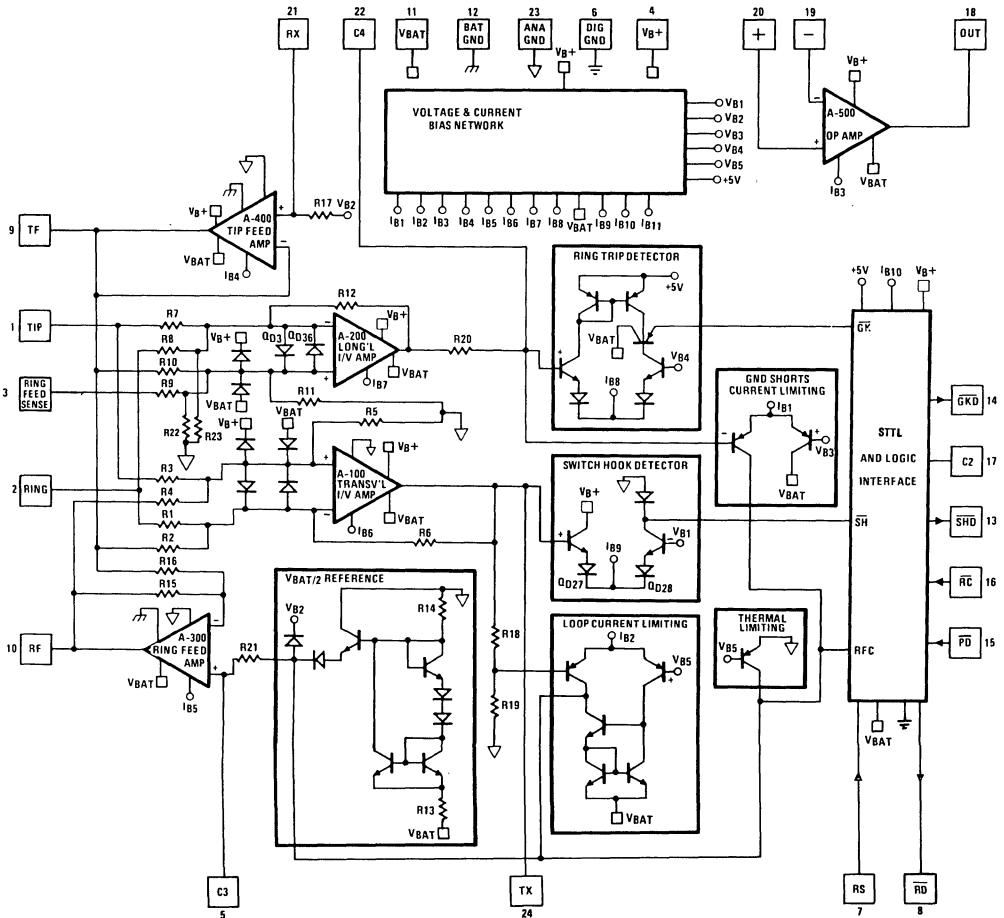 21
22
11
12
23
6
4
20
19
18
RX
C4
VBAT
BAT GND
ANA GND
DIG GND
VB+
+
−
OUT
VB+
VB+
VOLTAGE & CURRENT
BIAS NETWORK
VB1
VB2
VB3
VB4
VB5
+5V
−
A-500
OP AMP
+
IB3
VBAT
IB1
IB2
IB3
IB4
IB5
IB6
IB7
IB8
VBAT
IB9
IB10
IB11
VB+
A-400
TIP FEED
AMP
+
−
R17
VB2
VBAT
IB4
9
TF
RING TRIP DETECTOR
+5V
VBAT
+
−
VB4
IB8
+5V
IB10
VB+
1
TIP
R7
R8
R10
R9
R12
VB+
QD3
QD36
−
A-200
LONG'L
I/V AMP
+
VB+
VBAT
IB7
R20
GK
3
RING
FEED
SENSE
VBAT
R11
R22
R23
VBAT
R5
VB+
GND SHORTS
CURRENT LIMITING
IB1
−
+
VB3
VBAT
STTL
AND LOGIC
INTERFACE
GKD
14
C2
17
2
RING
R3
R4
R1
R2
R16
R15
+
A-100
TRANSV'L
I/V AMP
−
VB+
VBAT
IB6
R6
SWITCH HOOK DETECTOR
VB+
+
−
VB1
IB9
QD27
QD28
SH
SHD
13
RC
16
10
RF
A-300
RING FEED
AMP
−
+
VBAT
IB5
R21
VBAT/2 REFERENCE
VB2
R14
R13
VBAT
R18
R19
LOOP CURRENT LIMITING
IB2
−
+
VB5
VBAT
THERMAL
LIMITING
VB5
RFC
PD
15
VBAT
C3
5
TX
24
RS
7
RD
8